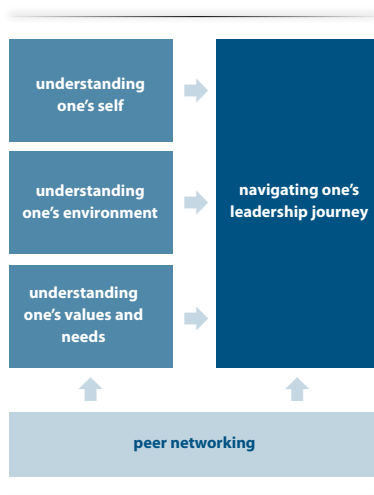 understanding
one’s self
understanding
one’s environment
navigating one’s
leadership journey
understanding
one’s values and
needs
peer networking